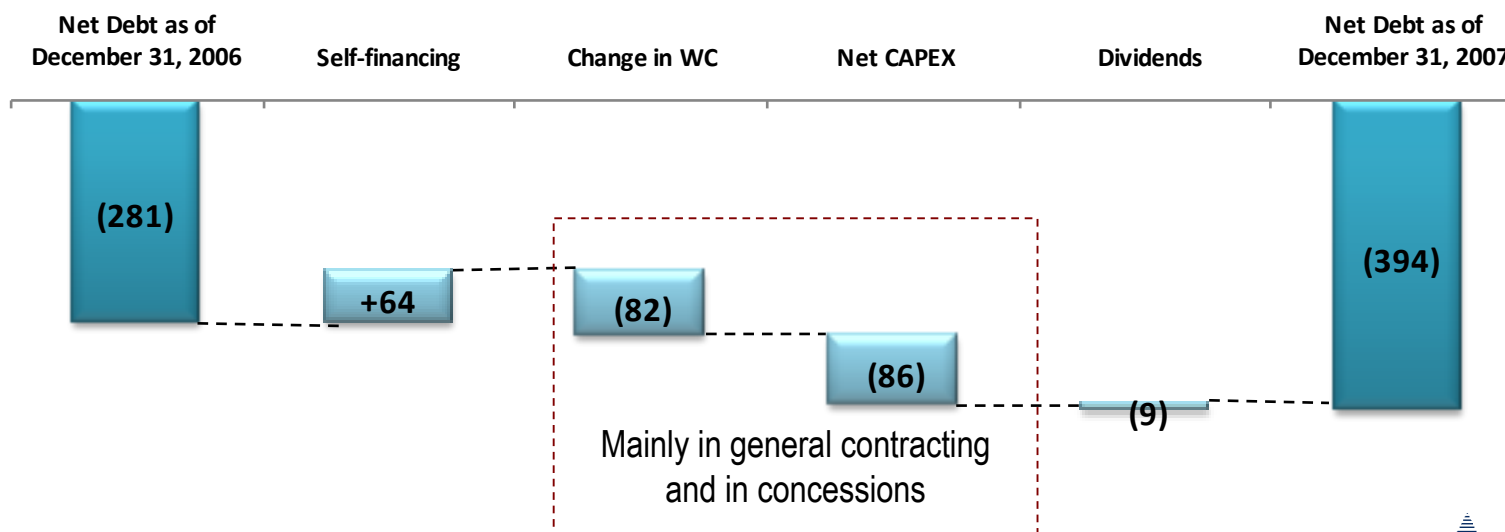 Net Debt as of
December 31, 2006
Self-financing
Change in WC
Net CAPEX
Dividends
Net Debt as of
December 31, 2007
(281)
+64
(82)
(86)
(9)
(394)
Mainly in general contracting
and in concessions